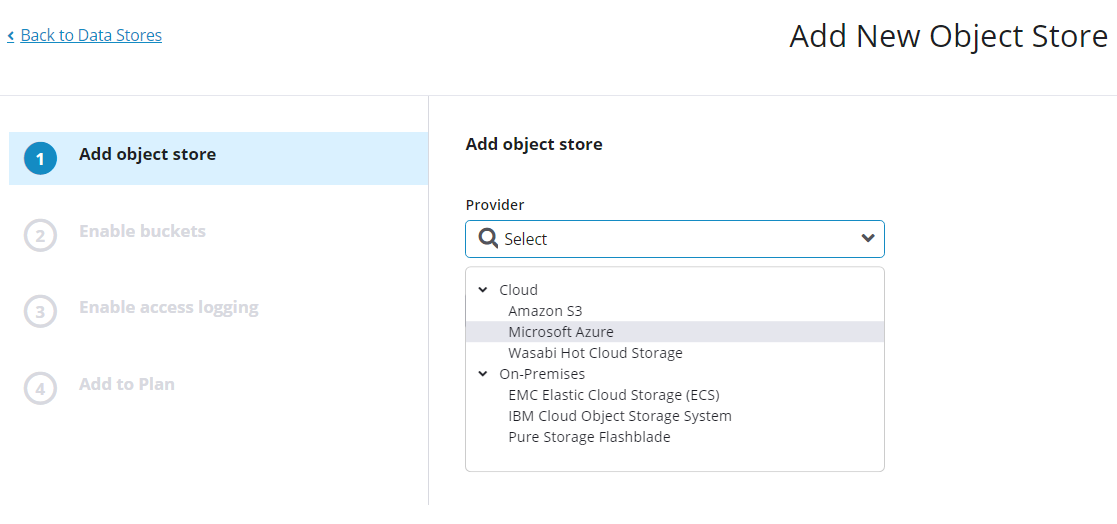 Back to Data Stores
Add New Object Store
1 Add object store
2 Enable buckets
3 Enable access logging
4 Add to Plan
Add object store
Provider
Select
Cloud
Amazon S3
Microsoft Azure
Wasabi Hot Cloud Storage
On-Premises
EMC Elastic Cloud Storage (ECS)
IBM Cloud Object Storage System
Pure Storage Flashblade